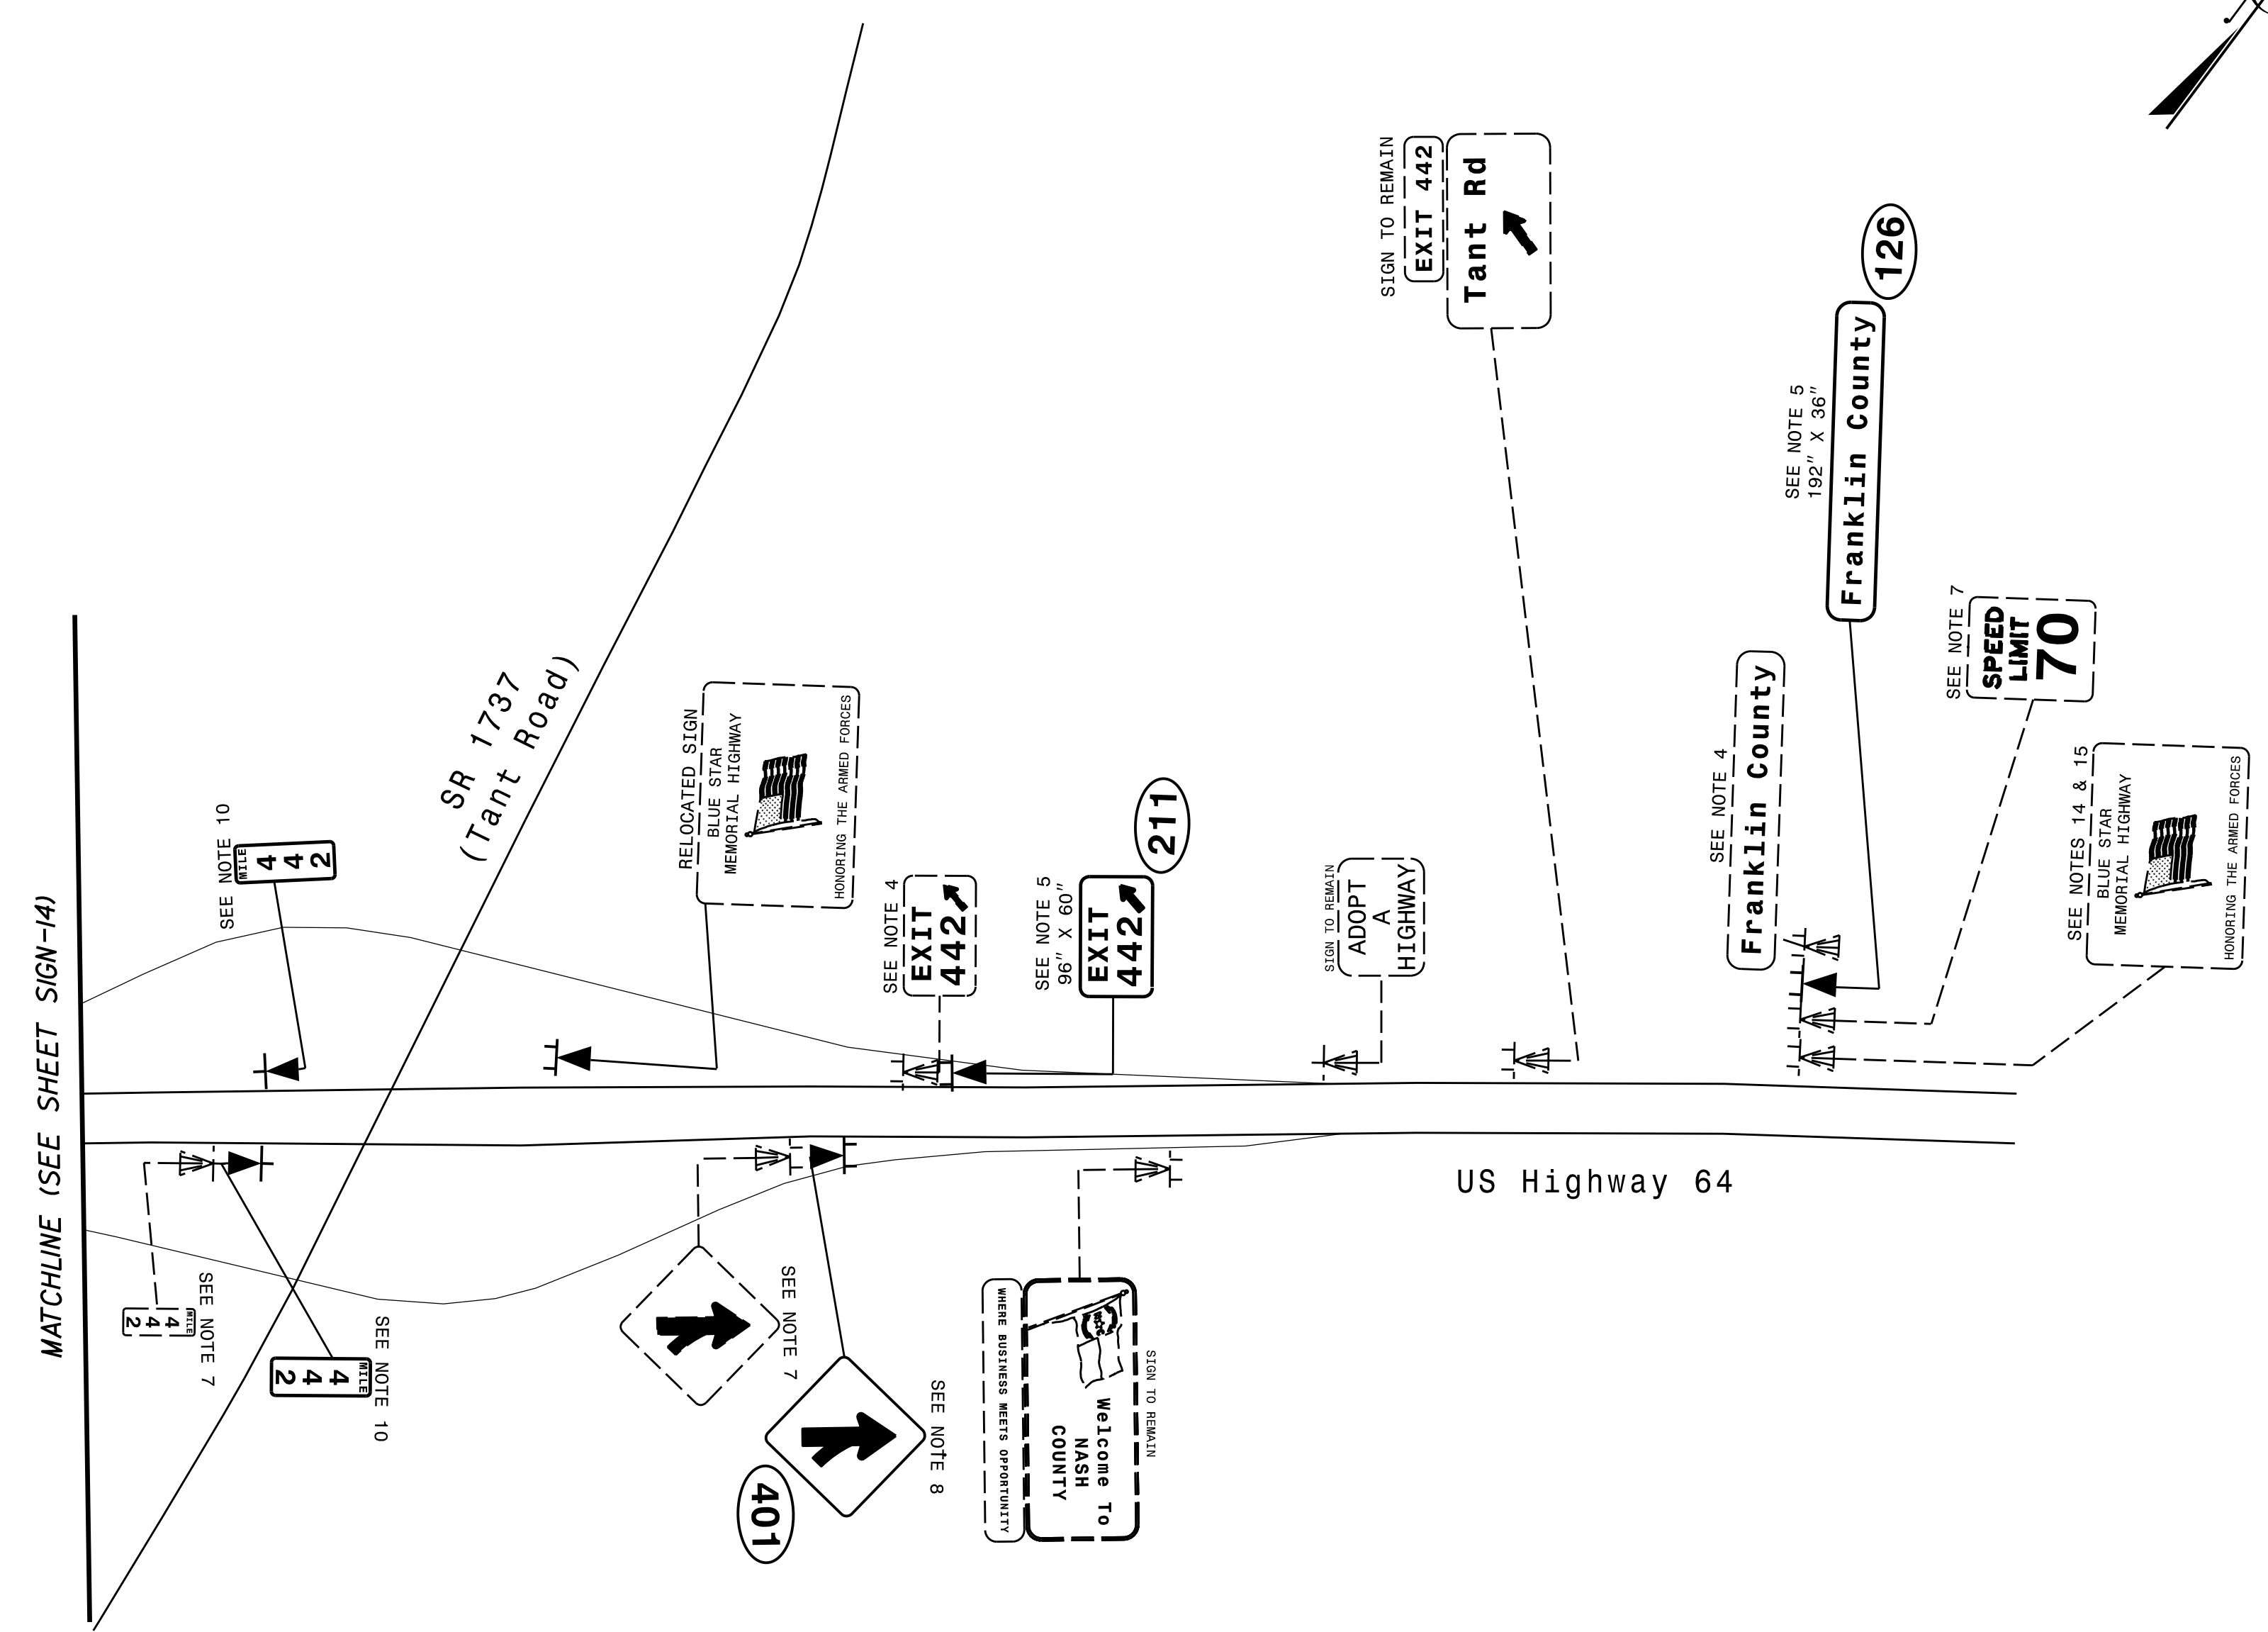 MATCHLINE (SEE SHEET SIGN-14)
SEE NOTE 10
MILE
4
4
2
SR 1737
(Tant Road)
RELOCATED SIGN
BLUE STAR
MEMORIAL HIGHWAY
HONORING THE ARMED FORCES
SEE NOTE 4
EXIT
442
SEE NOTE 5
96" X 60"
EXIT
442
211
SIGN TO REMAIN
ADOPT
A
HIGHWAY
SIGN TO REMAIN
EXIT 442
Tant Rd
SEE NOTE 4
Franklin County
SEE NOTE 5
192" X 36"
Franklin County
126
SEE NOTE 7
SPEED
LIMIT
70
SEE NOTES 14 & 15
BLUE STAR
MEMORIAL HIGHWAY
HONORING THE ARMED FORCES
US Highway 64
SEE NOTE 7
MILE
4
4
2
SEE NOTE 10
MILE
4
4
2
SEE NOTE 7
SEE NOTE 8
401
SIGN TO REMAIN
Welcome To
NASH
COUNTY
WHERE BUSINESS MEETS OPPORTUNITY